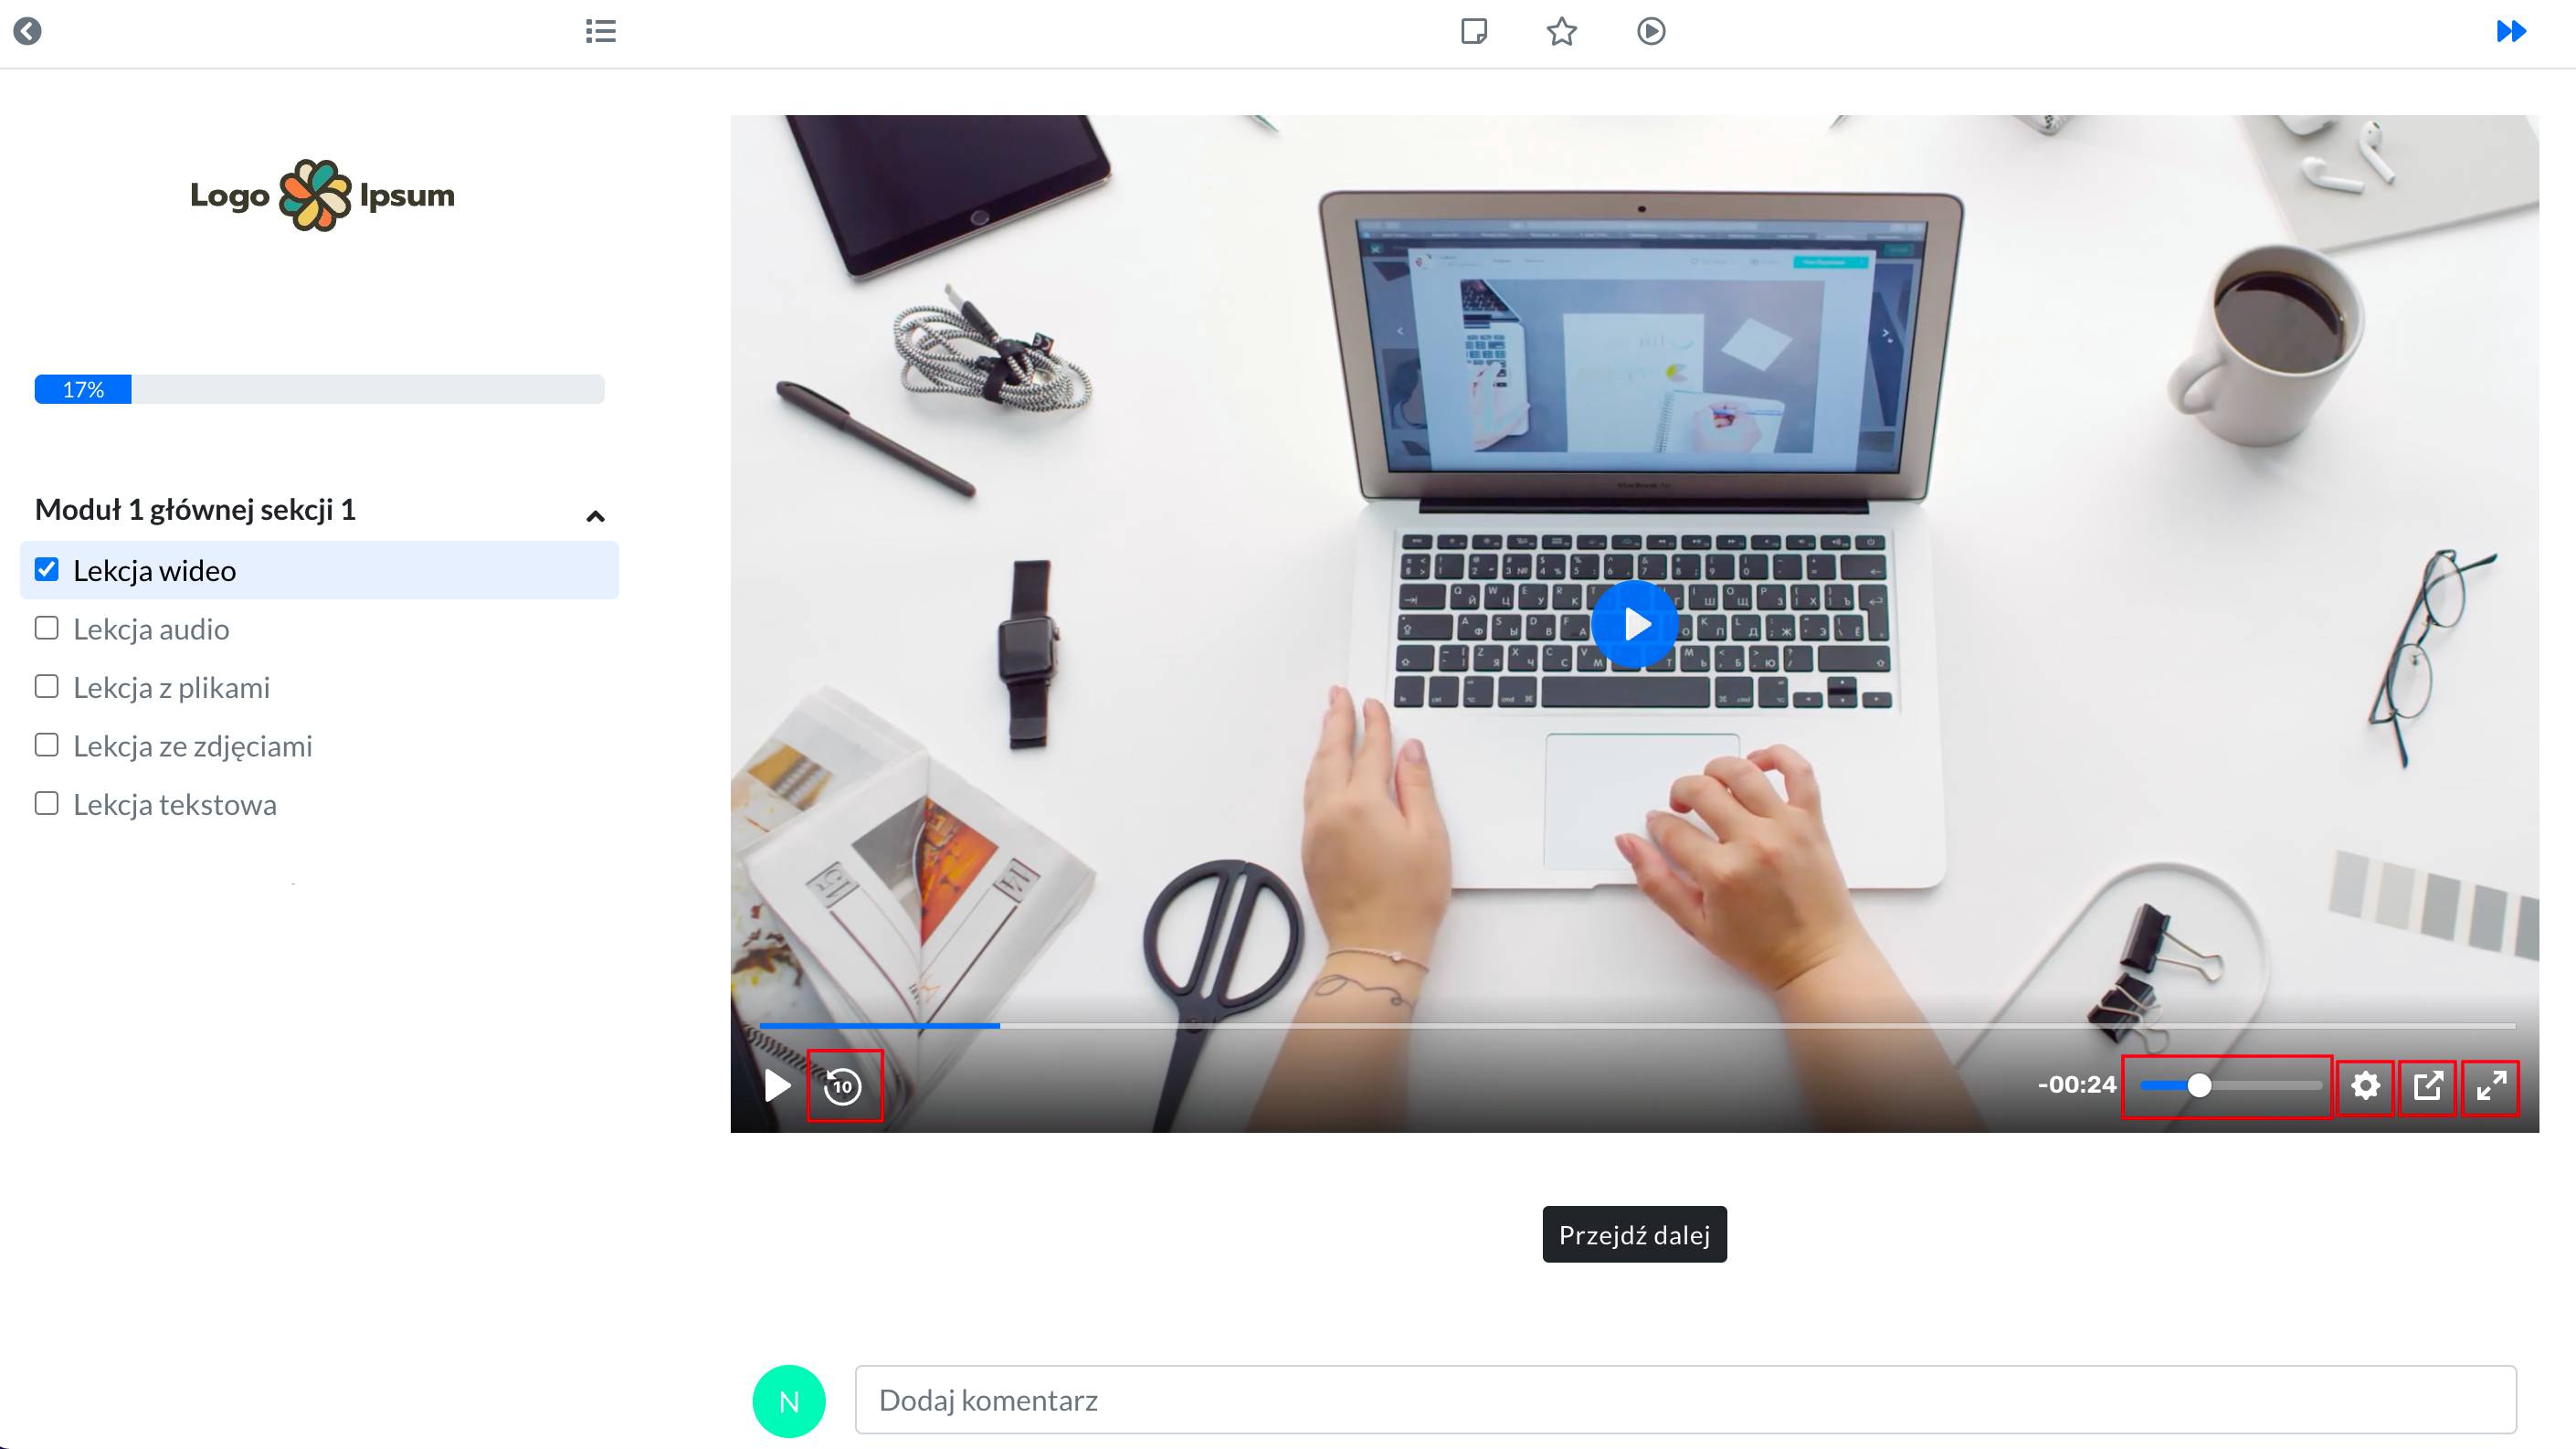 Logo Ipsum
17%
Moduł 1 głównej sekcji 1
Lekcja wideo
Lekcja audio
Lekcja z plikami
Lekcja ze zdjęciami
Lekcja tekstowa
10
-00:24
Przejdź dalej
N
Dodaj komentarz